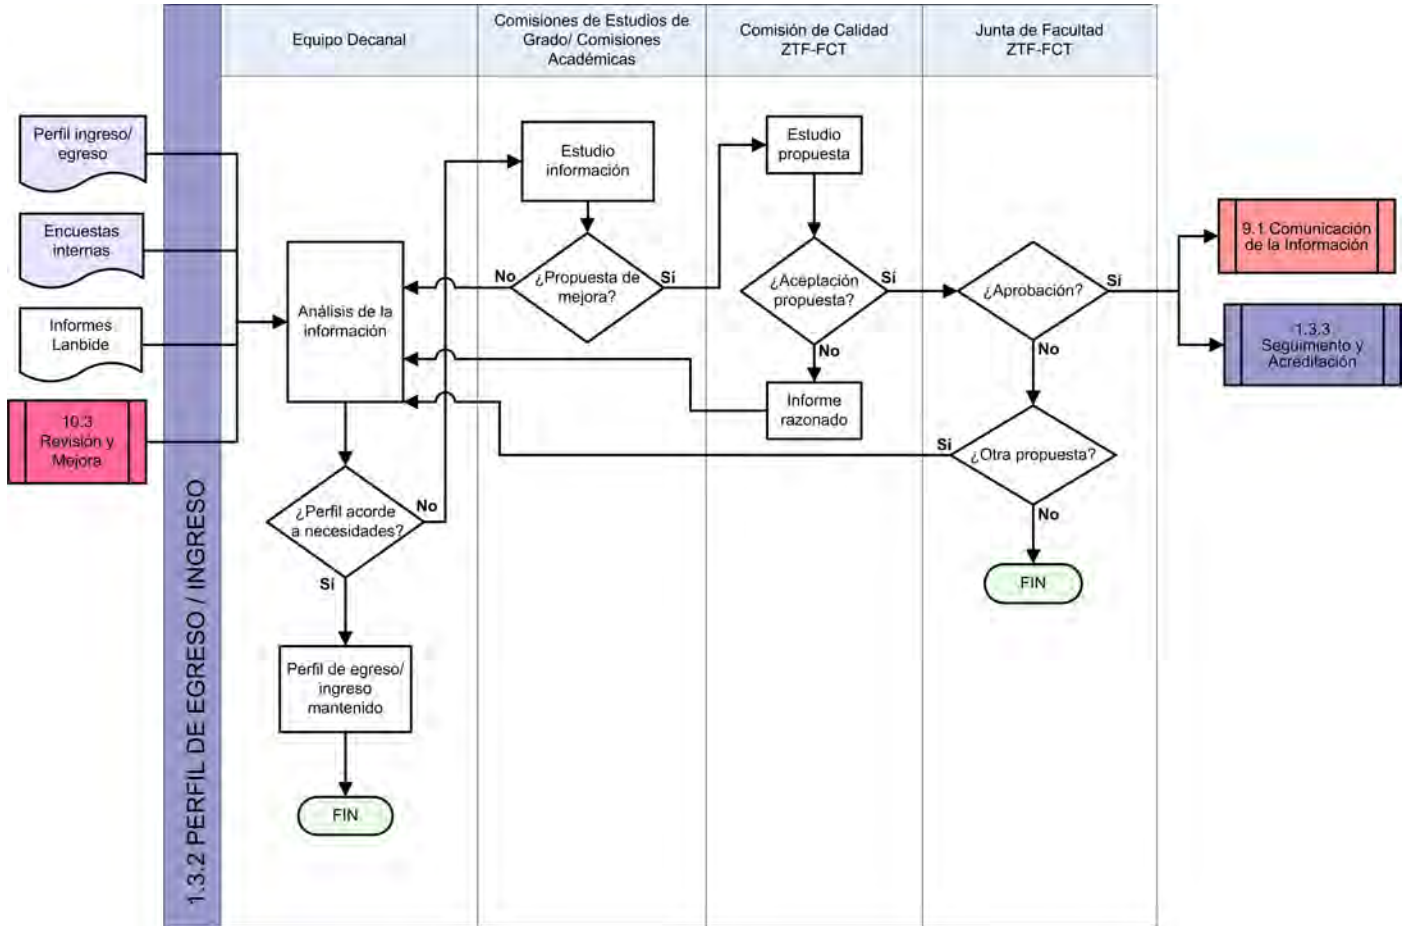 Equipo Decanal
Comisiones de Estudios de
Grado/ Comisiones
Académicas
Comisión de Calidad
ZTF-FCT
Junta de Facultad
ZTF-FCT
1.3.2 PERFIL DE EGRESO / INGRESO
Perfil ingreso/
egreso
Encuestas
internas
Informes
Lanbide
10.3
Revisión y
Mejora
Análisis de la
información
¿Perfil acorde
a necesidades?
No
Sí
Perfil de egreso/
ingreso
mantenido
FIN
Estudio
información
¿Propuesta de
mejora?
No
Sí
Estudio
propuesta
¿Aceptación
propuesta?
Sí
No
Informe
razonado
¿Aprobación?
Sí
No
¿Otra propuesta?
Sí
No
FIN
9.1 Comunicación
de la Información
1.3.3
Seguimiento y
Acreditación